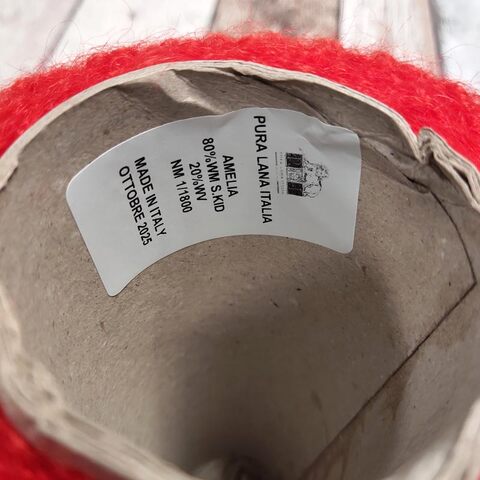 PURA LANA ITALIA
AMELIA
80%WM S.KID
20%WV
NM 1/1800
MADE IN ITALY
OTTOBRE 2025